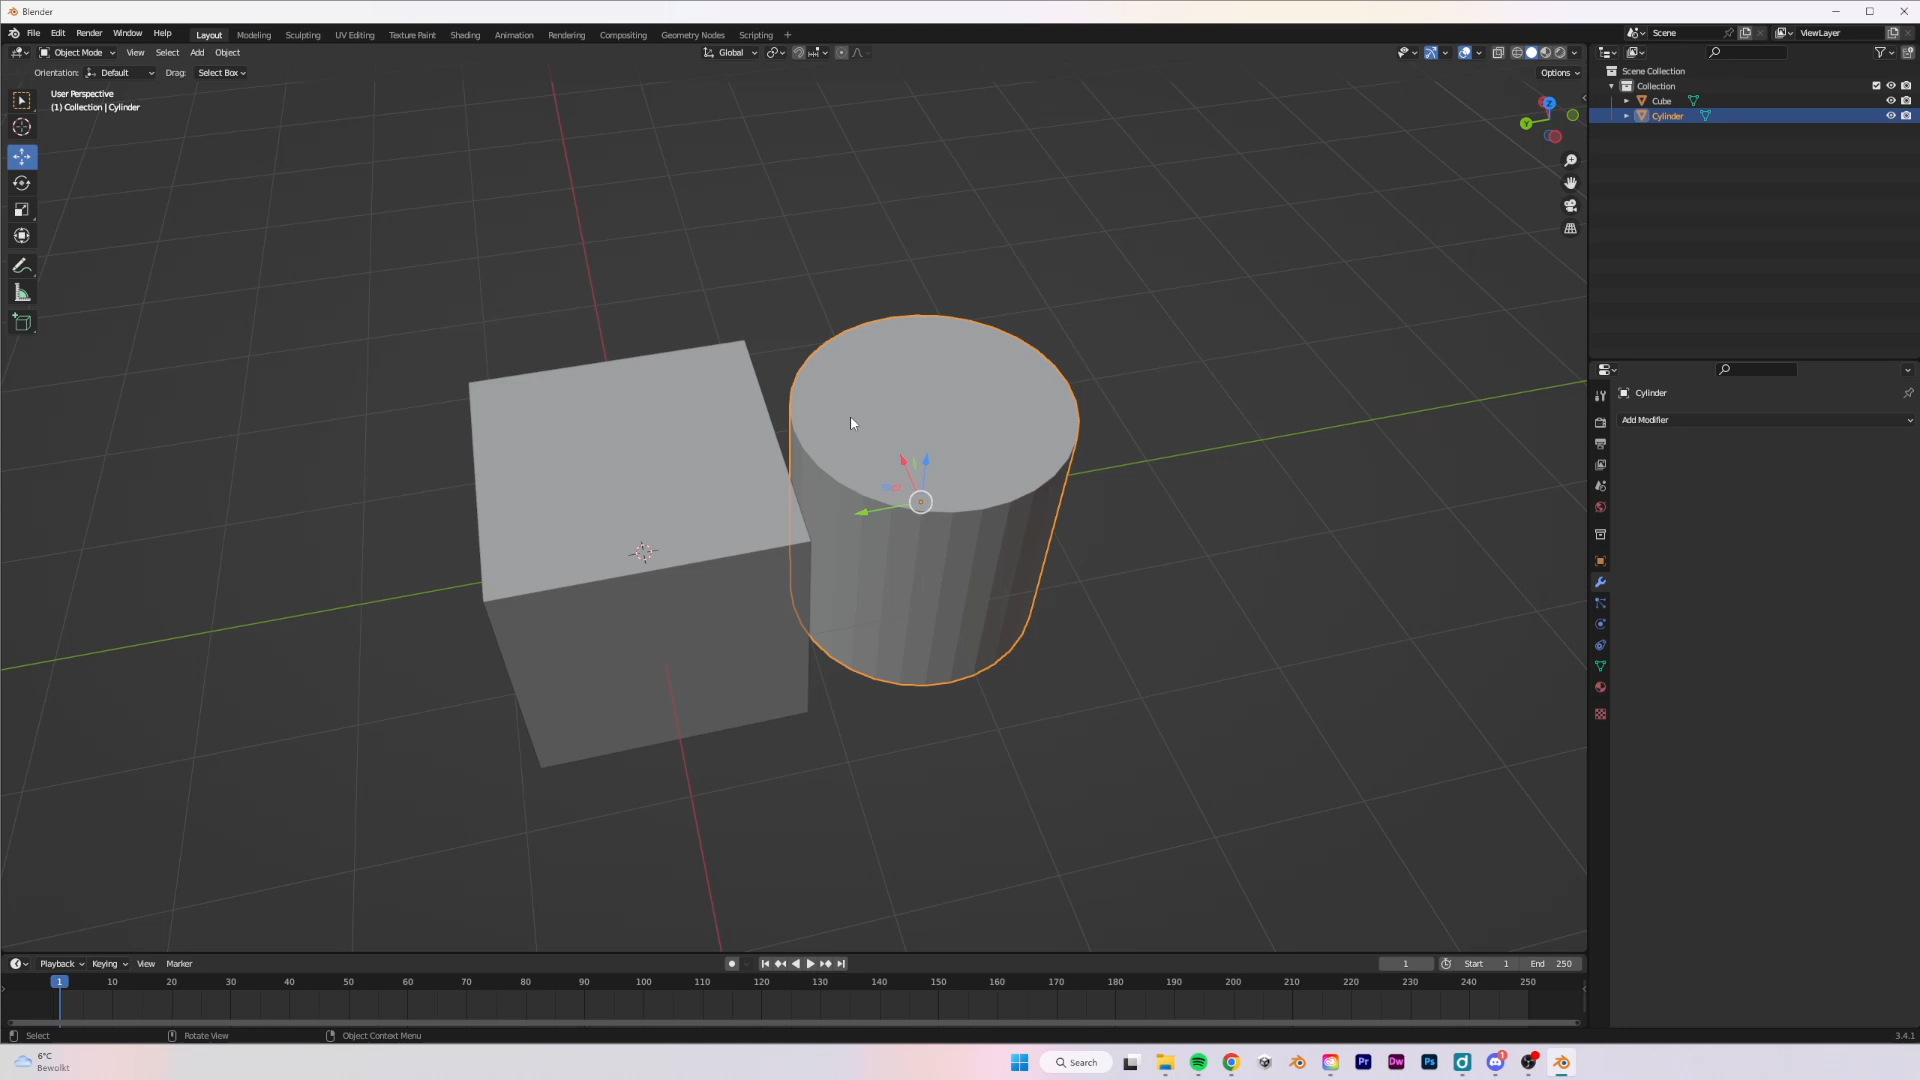 Blender
File Edit Render Window Help Layout Modeling Sculpting UV Editing Texture Paint Shading Animation Rendering Compositing Geometry Nodes Scripting + Scene ViewLayer
Object Mode View Select Add Object Global
Orientation: Default Drag: Select Box Options
User Perspective
(1) Collection | Cylinder
Scene Collection
Collection
Cube
Cylinder
Z
Y
Cylinder
Add Modifier
Playback Keying View Marker 1 Start 1 End 250
1 10 20 30 40 50 60 70 80 90 100 110 120 130 140 150 160 170 180 190 200 210 220 230 240 250
Select Rotate View Object Context Menu 3.4.1
6°C
Bewolkt
Search
Pr Dw Ps
1